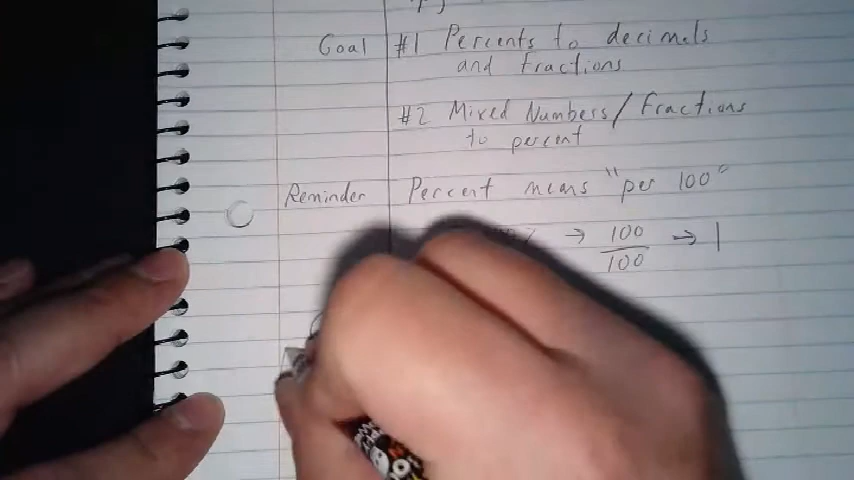 Goal #1 Percents to decimals
and fractions
#2 Mixed Numbers/Fractions
to percent
Reminder Percent means "per 100"
% → 100/100 → 1